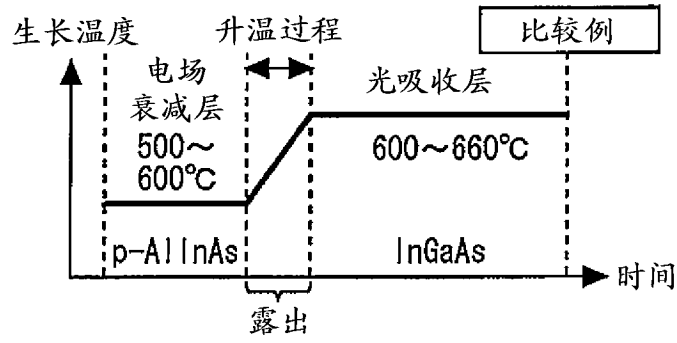 生长温度
升温过程
比较例
电场
衰减层
500～
600℃
光吸收层
600～660℃
p-AlInAs
InGaAs
时间
露出